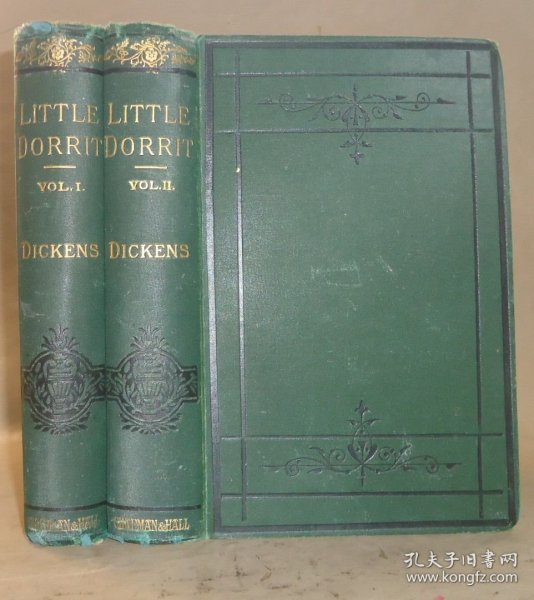 LITTLE
DORRIT
VOL. I.
DICKENS
LITTLE
DORRIT
VOL. II.
DICKENS
CHAPMAN & HALL
孔夫子旧书网
www.kongfz.com